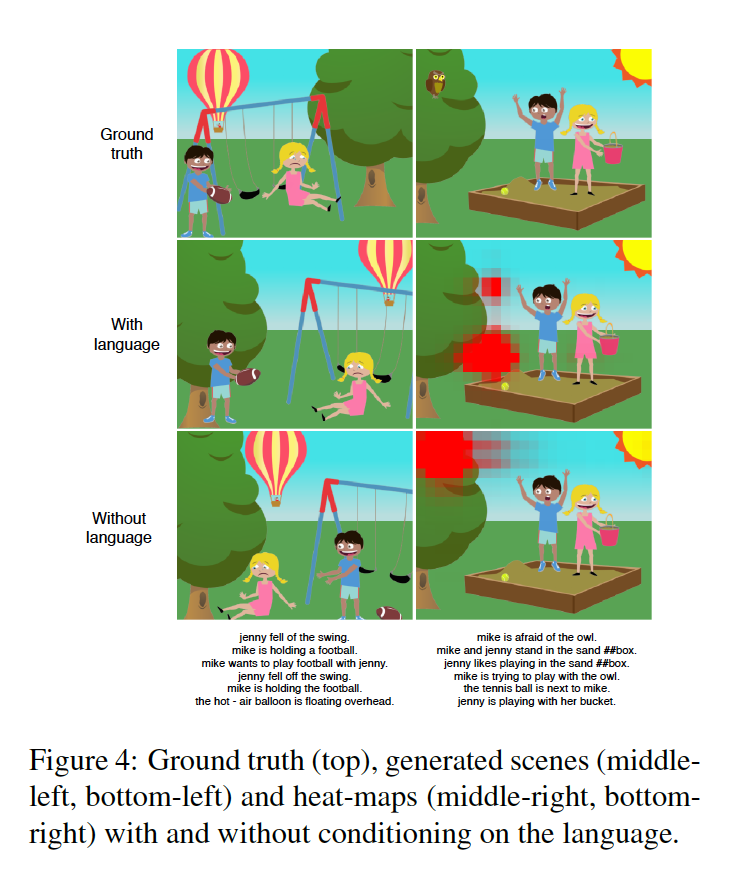 Ground
truth
With
language
Without
language
jenny fell of the swing.
mike is holding a football.
mike wants to play football with jenny.
jenny fell off the swing.
mike is holding the football.
the hot - air balloon is floating overhead.
mike is afraid of the owl.
mike and jenny stand in the sand ##box.
jenny likes playing in the sand ##box.
mike is trying to play with the owl.
the tennis ball is next to mike.
jenny is playing with her bucket.
Figure 4: Ground truth (top), generated scenes (middle-
left, bottom-left) and heat-maps (middle-right, bottom-
right) with and without conditioning on the language.